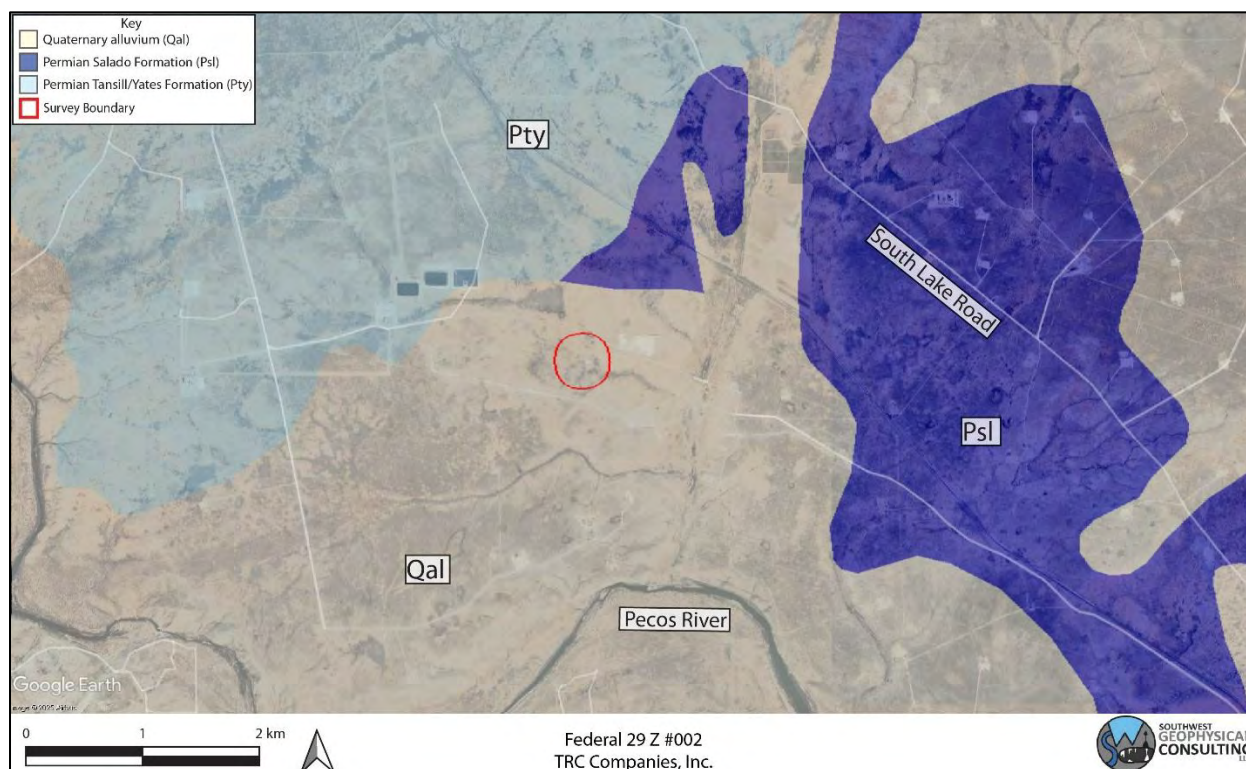 Key
Quaternary alluvium (Qal)
Permian Salado Formation (Psl)
Permian Tansill/Yates Formation (Pty)
Survey Boundary
Pty
South Lake Road
Psl
Qal
Pecos River
Google Earth
0 1 2 km
Federal 29 Z #002
TRC Companies, Inc.
SOUTHWEST
GEOPHYSICAL
CONSULTING